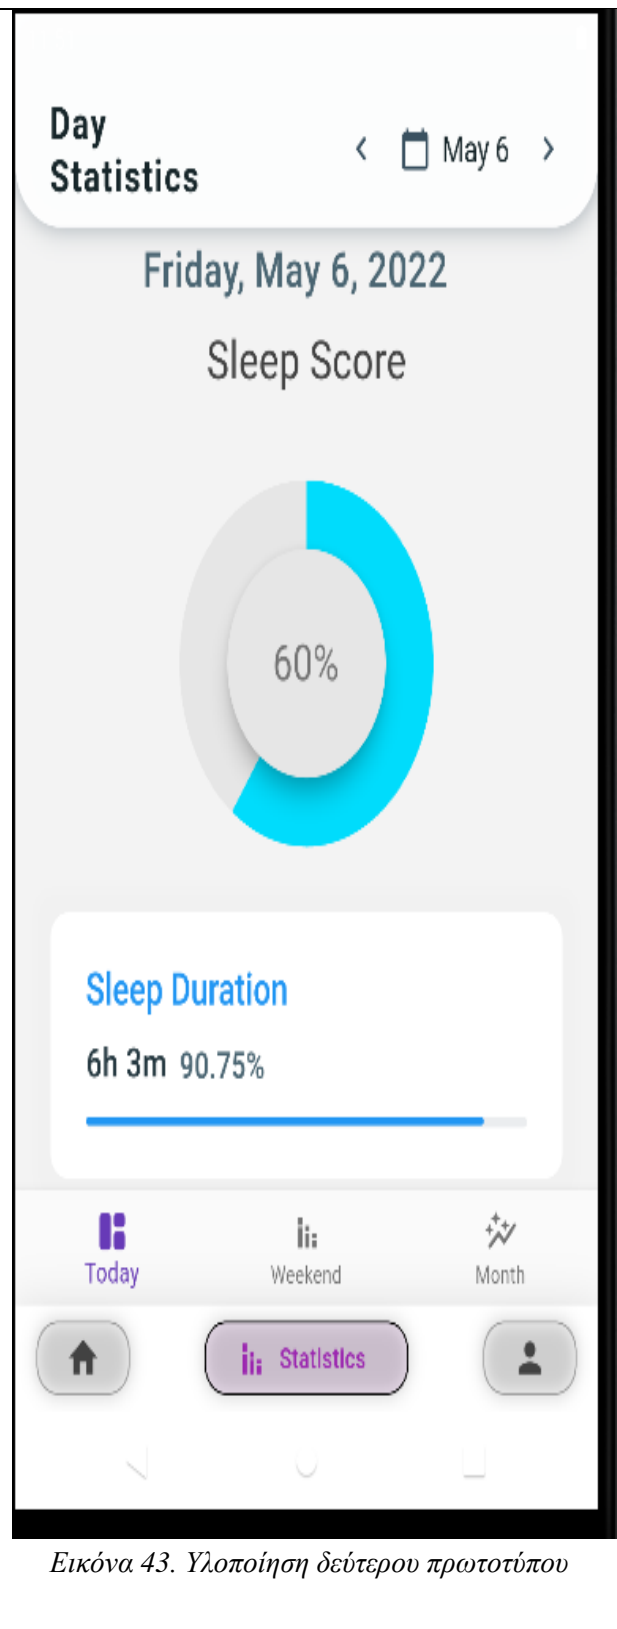 Day
Statistics
May 6
Friday, May 6, 2022
Sleep Score
60%
Sleep Duration
6h 3m 90.75%
Today
Weekend
Month
Statistics
Εικόνα 43. Υλοποίηση δεύτερου πρωτοτύπου